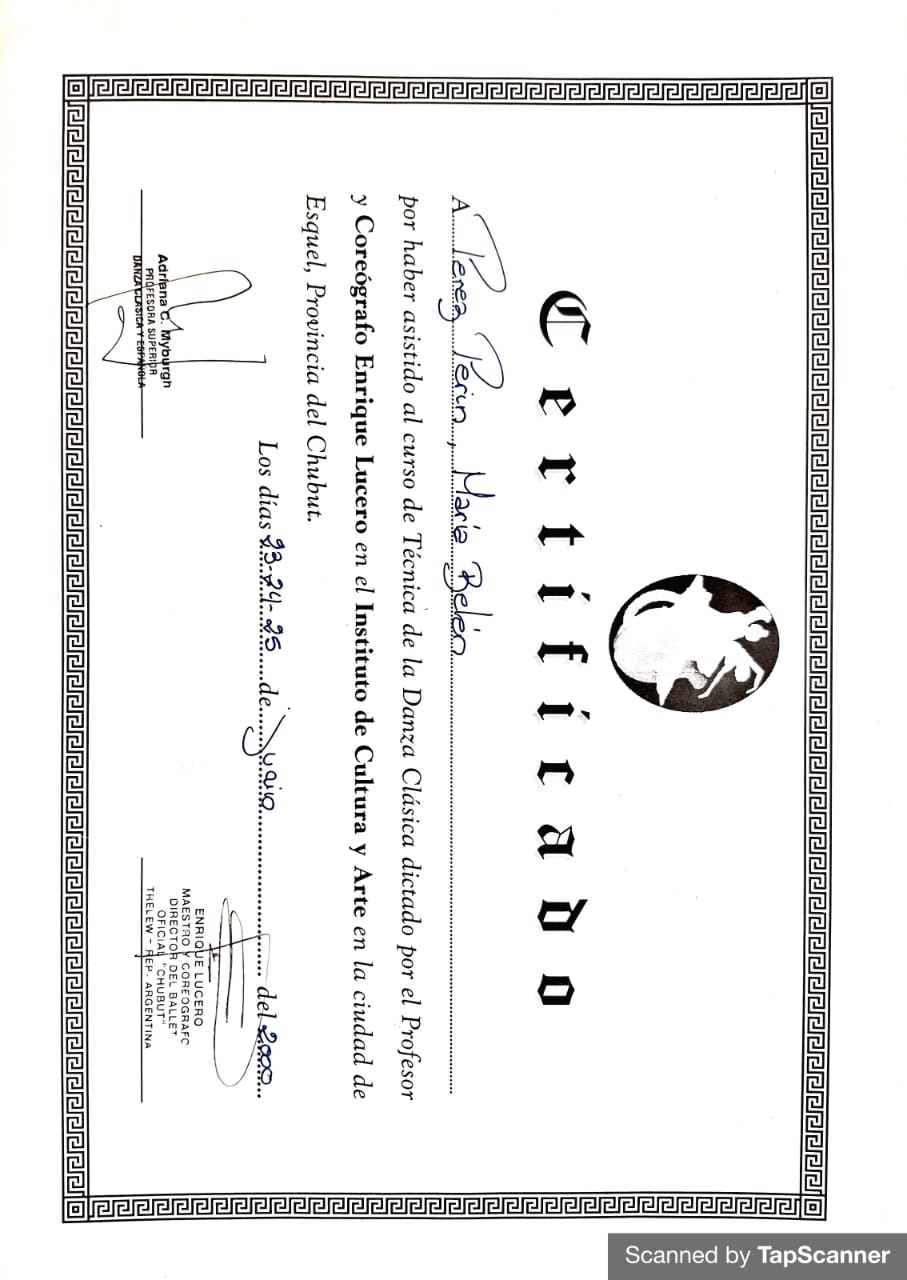 Certificado
A Perez Perin, María Belén
por haber asistido al curso de Técnica de la Danza Clásica dictado por el Profesor
y Coreógrafo Enrique Lucero en el Instituto de Cultura y Arte en la ciudad de
Esquel, Provincia del Chubut.
Los días 23-24-25 de Junio del 2000
Adriana C. Myburgh
PROFESORA SUPERIOR
DANZA CLASICA Y ESPAÑOLA
ENRIQUE LUCERO
MAESTRO Y COREOGRAFO
DIRECTOR DEL BALLET
OFICIAL "CHUBUT"
TRELEW - REP. ARGENTINA
Scanned by TapScanner